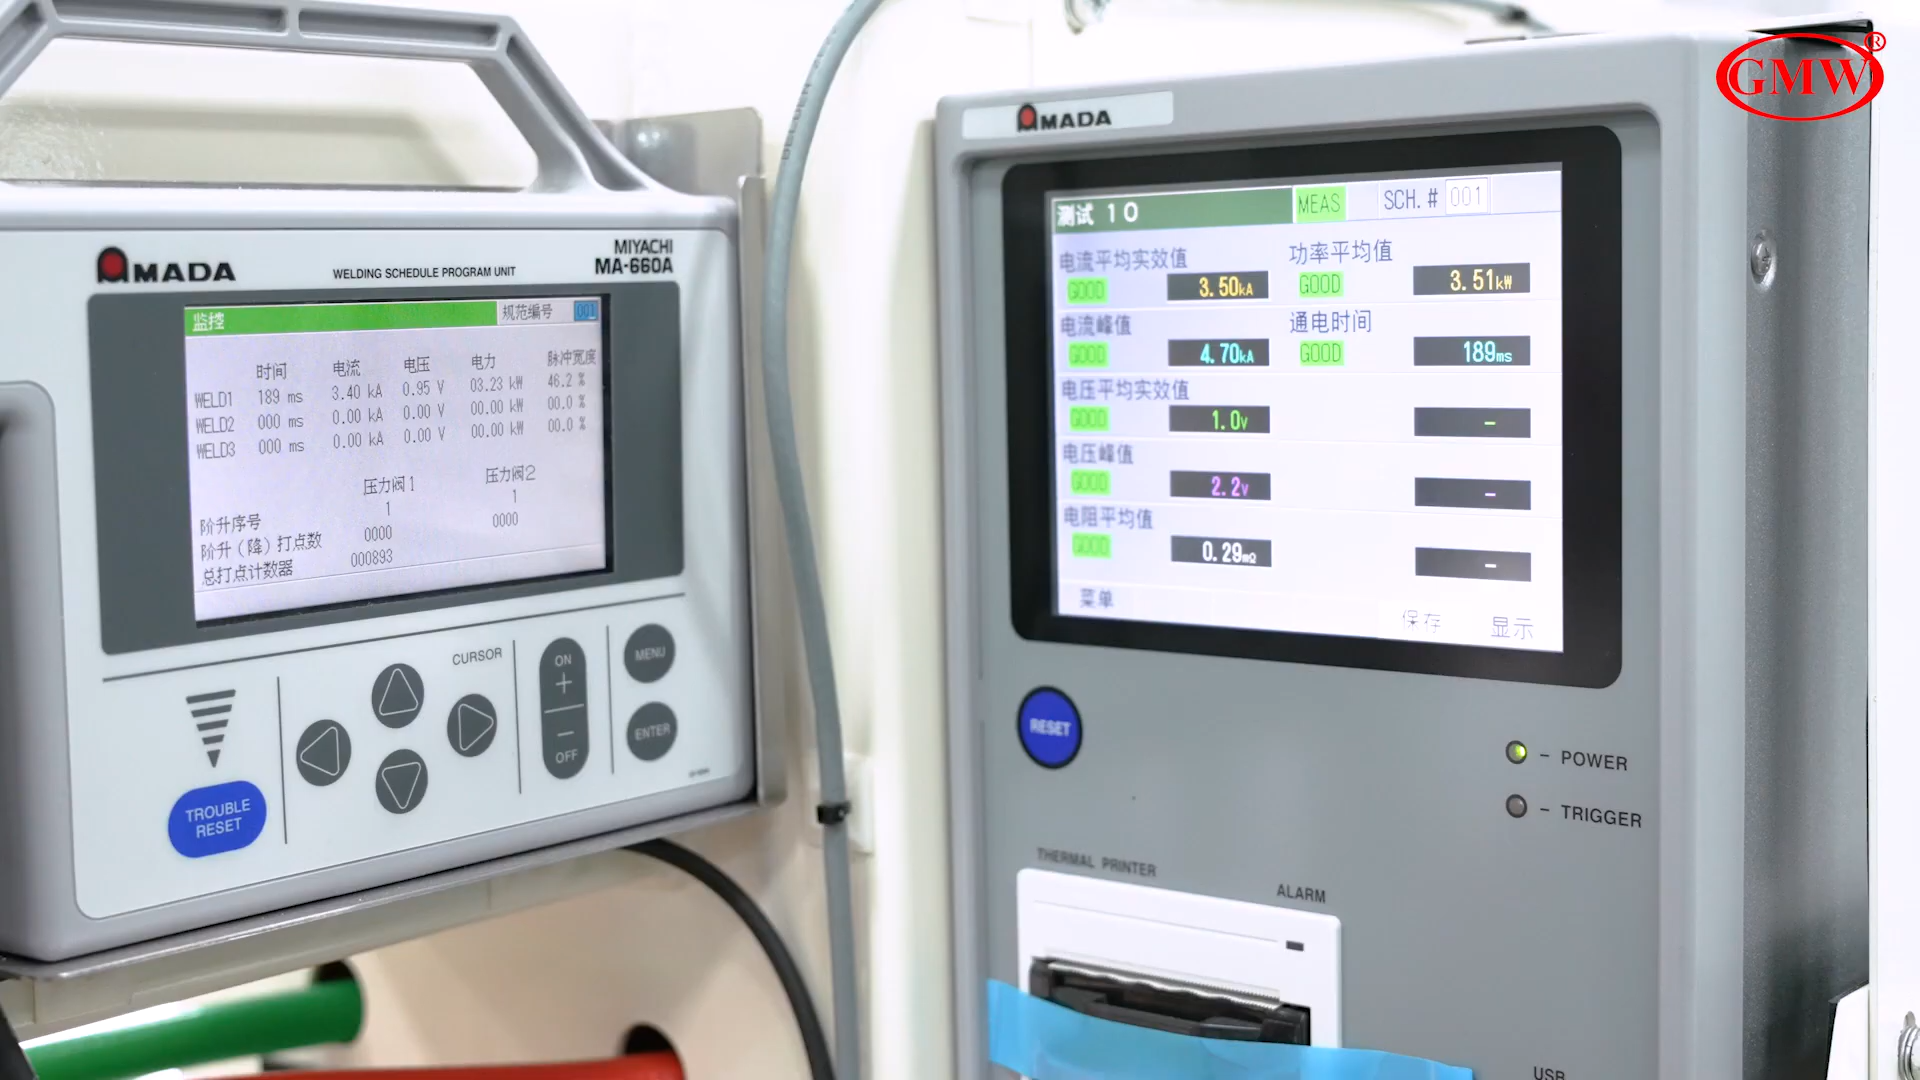 GMW®
AMADA
MIYACHI
MA-660A
WELDING SCHEDULE PROGRAM UNIT
监控 规范编号 001
时间 电流 电压 电力 脉冲宽度
WELD1 189 ms 3.40 kA 0.95 V 03.23 kW 46.2 %
WELD2 000 ms 0.00 kA 0.00 V 00.00 kW 00.0 %
WELD3 000 ms 0.00 kA 0.00 V 00.00 kW 00.0 %
压力阀1 压力阀2
阶升序号 1 1
阶升(降)打点数 0000 0000
总打点计数器 000893
CURSOR
ON
+
−
OFF
MENU
ENTER
TROUBLE
RESET
AMADA
测试 10 MEAS SCH. # 001
电流平均实效值 功率平均值
GOOD 3.50kA GOOD 3.51kW
电流峰值 通电时间
GOOD 4.70kA GOOD 189ms
电压平均实效值
GOOD 1.0v -
电压峰值
GOOD 2.2v -
电阻平均值
GOOD 0.29mΩ -
菜单 保存 显示
RESET
- POWER
- TRIGGER
THERMAL PRINTER
ALARM
USB